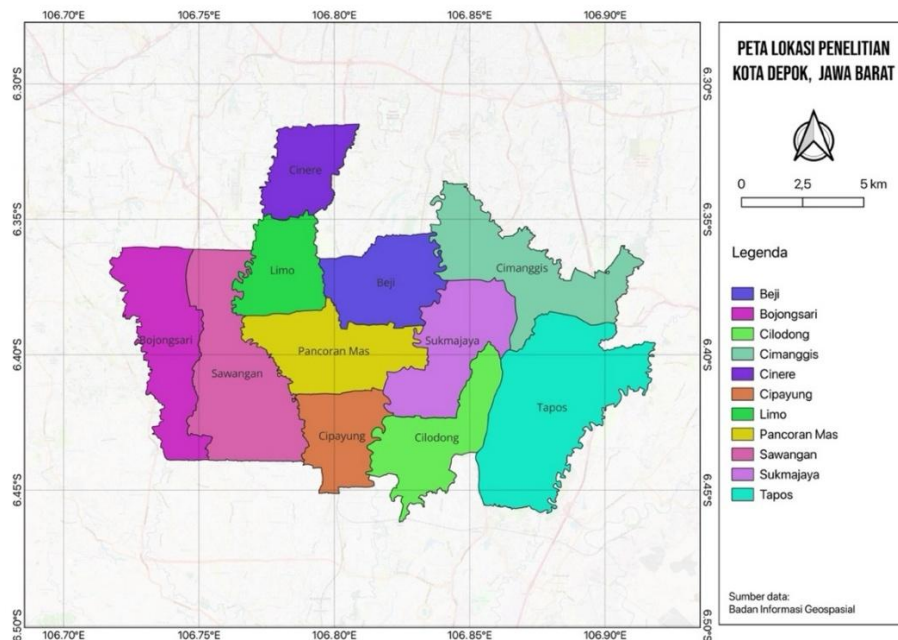 106.70°E 106.75°E 106.80°E 106.85°E 106.90°E
6.30°S 6.30°S
6.35°S 6.35°S
6.40°S 6.40°S
6.45°S 6.45°S
6.50°S 6.50°S
106.70°E 106.75°E 106.80°E 106.85°E 106.90°E
Cinere
Limo
Beji
Cimanggis
Bojongsari
Sawangan
Pancoran Mas
Sukmajaya
Cipayung
Cilodong
Tapos
PETA LOKASI PENELITIAN
KOTA DEPOK, JAWA BARAT
0 2,5 5 km
Legenda
Beji
Bojongsari
Cilodong
Cimanggis
Cinere
Cipayung
Limo
Pancoran Mas
Sawangan
Sukmajaya
Tapos
Sumber data:
Badan Informasi Geospasial